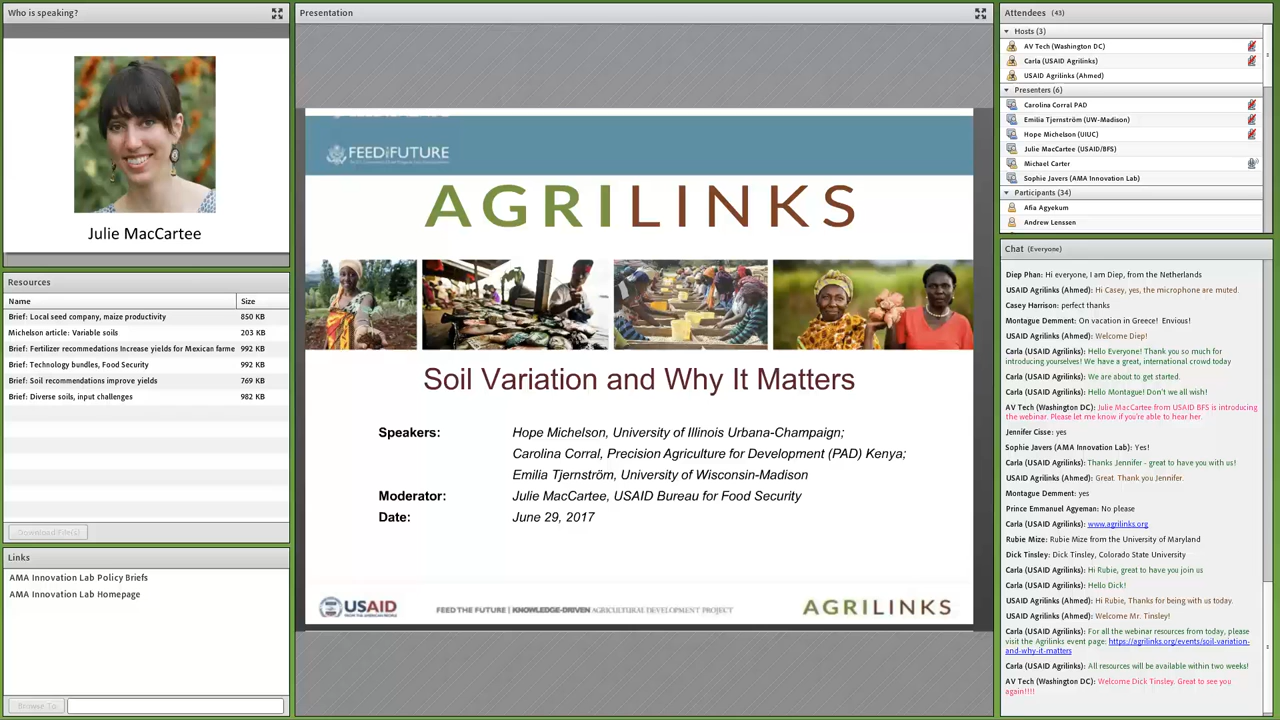 Who is speaking?
Julie MacCartee
Resources
Name Size
Brief: Local seed company, maize productivity 850 KB
Michelson article: Variable soils 203 KB
Brief: Fertilizer recommendations Increase yields for Mexican farme 992 KB
Brief: Technology bundles, Food Security 992 KB
Brief: Soil recommendations improve yields 769 KB
Brief: Diverse soils, input challenges 982 KB
Download File(s)
Links
AMA Innovation Lab Policy Briefs
AMA Innovation Lab Homepage
Browse To
Presentation
FEED THE FUTURE
AGRILINKS
Soil Variation and Why It Matters
Speakers: Hope Michelson, University of Illinois Urbana-Champaign;
Carolina Corral, Precision Agriculture for Development (PAD) Kenya;
Emilia Tjernström, University of Wisconsin-Madison
Moderator: Julie MacCartee, USAID Bureau for Food Security
Date: June 29, 2017
USAID
FROM THE AMERICAN PEOPLE
FEED THE FUTURE | KNOWLEDGE-DRIVEN AGRICULTURAL DEVELOPMENT PROJECT
AGRILINKS
Attendees (43)
Hosts (3)
AV Tech (Washington DC)
Carla (USAID Agrilinks)
USAID Agrilinks (Ahmed)
Presenters (6)
Carolina Corral PAD
Emilia Tjernström (UW-Madison)
Hope Michelson (UIUC)
Julie MacCartee (USAID/BFS)
Michael Carter
Sophie Javers (AMA Innovation Lab)
Participants (34)
Afia Agyekum
Andrew Lenssen
Chat (Everyone)
Diep Phan: Hi everyone, I am Diep, from the Netherlands
USAID Agrilinks (Ahmed): Hi Casey, yes, the microphone are muted.
Casey Harrison: perfect thanks
Montague Demment: On vacation in Greece! Envious!
USAID Agrilinks (Ahmed): Welcome Diep!
Carla (USAID Agrilinks): Hello Everyone! Thank you so much for
introducing yourselves! We have a great, international crowd today
Carla (USAID Agrilinks): We are about to get started.
Carla (USAID Agrilinks): Hello Montague! Don't we all wish!
AV Tech (Washington DC): Julie MacCartee from USAID BFS is introducing
the webinar. Please let me know if you're able to hear her.
Jennifer Cisse: yes
Sophie Javers (AMA Innovation Lab): Yes!
Carla (USAID Agrilinks): Thanks Jennifer - great to have you with us!
USAID Agrilinks (Ahmed): Great. Thank you Jennifer.
Montague Demment: yes
Prince Emmanuel Agyeman: No please
Carla (USAID Agrilinks): www.agrilinks.org
Rubie Mize: Rubie Mize from the University of Maryland
Dick Tinsley: Dick Tinsley, Colorado State University
Carla (USAID Agrilinks): Hi Rubie, great to have you join us
Carla (USAID Agrilinks): Hello Dick!
USAID Agrilinks (Ahmed): Hi Rubie, Thanks for being with us today.
USAID Agrilinks (Ahmed): Welcome Mr. Tinsley!
Carla (USAID Agrilinks): For all the webinar resources from today, please
visit the Agrilinks event page: https://agrilinks.org/events/soil-variation-
and-why-it-matters
Carla (USAID Agrilinks): All resources will be available within two weeks!
AV Tech (Washington DC): Welcome Dick Tinsley. Great to see you
again!!!!